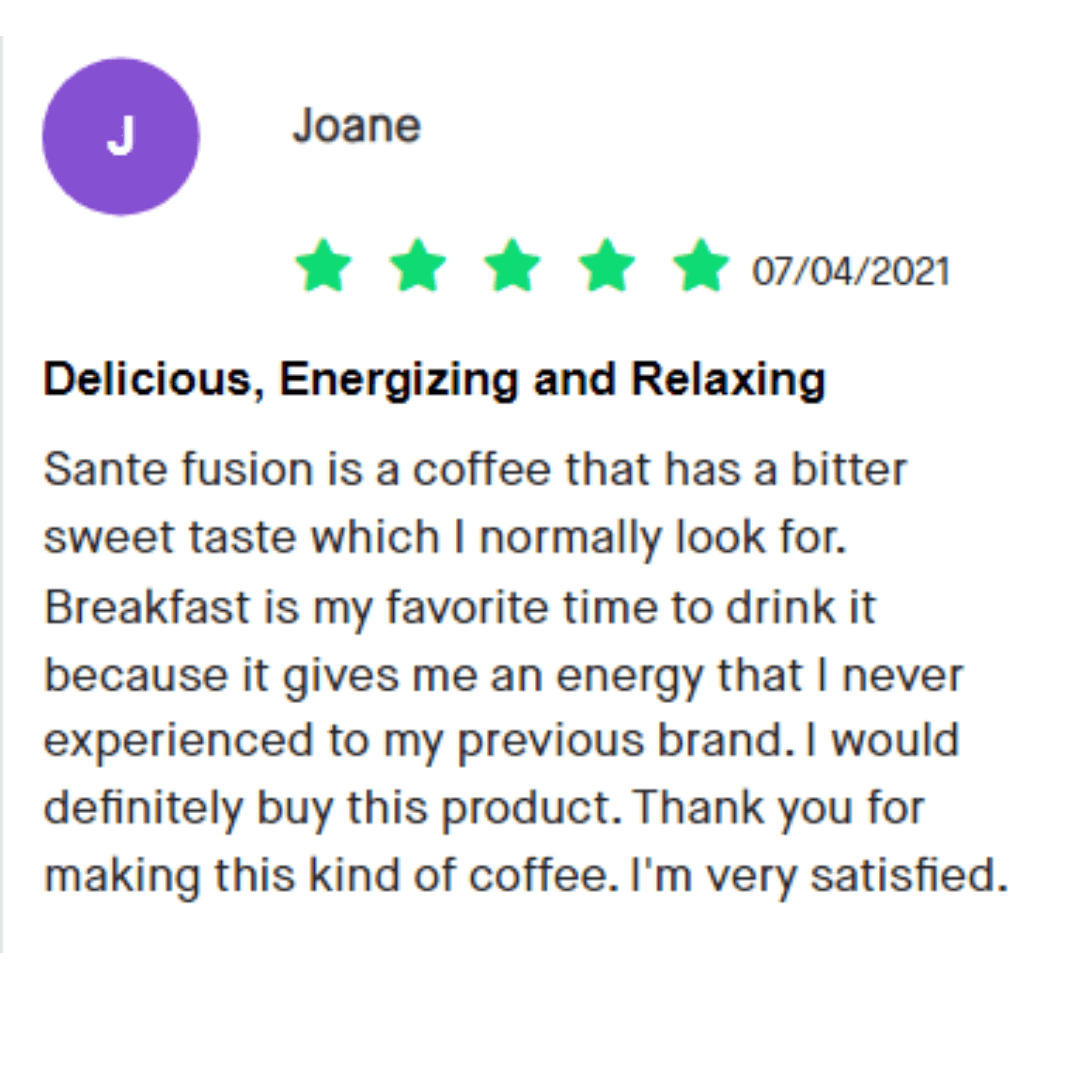 J
Joane
07/04/2021
Delicious, Energizing and Relaxing
Sante fusion is a coffee that has a bitter
sweet taste which I normally look for.
Breakfast is my favorite time to drink it
because it gives me an energy that I never
experienced to my previous brand. I would
definitely buy this product. Thank you for
making this kind of coffee. I'm very satisfied.